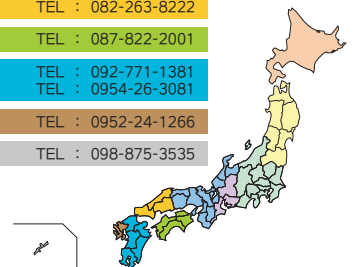 TEL : 082-263-8222
TEL : 087-822-2001
TEL : 092-771-1381
TEL : 0954-26-3081
TEL : 0952-24-1266
TEL : 098-875-3535